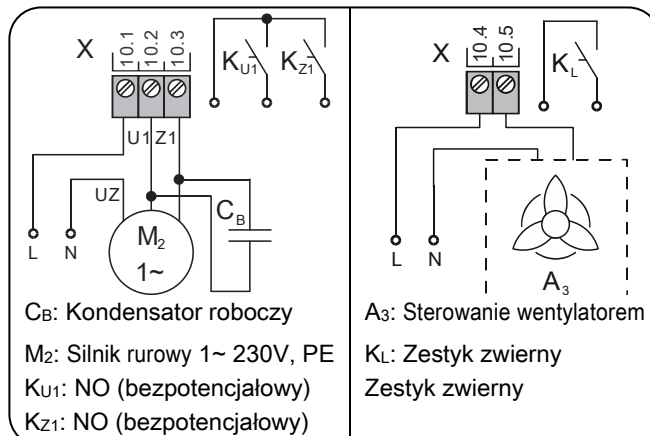 X 10.1 10.2 10.3
KU1 KZ1
U1 Z1
UZ
L N
M2
1~
CB
CB: Kondensator roboczy
M2: Silnik rurowy 1~ 230V, PE
KU1: NO (bezpotencjałowy)
KZ1: NO (bezpotencjałowy)
X 10.4 10.5
KL
L N
A3
A3: Sterowanie wentylatorem
KL: Zestyk zwierny
Zestyk zwierny